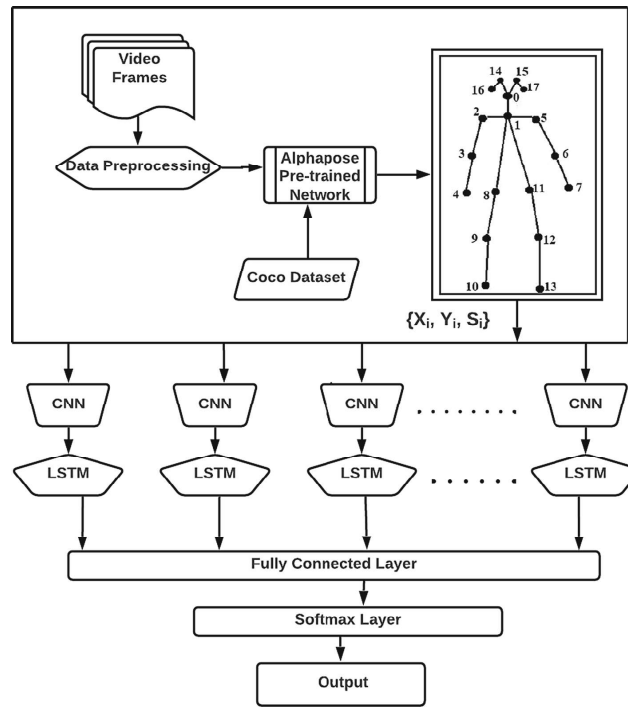 Video
Frames
Data Preprocessing
Alphapose
Pre-trained
Network
Coco Dataset
14
15
16
17
0
2
1
5
3
6
4
8
11
7
9
12
10
13
{Xi, Yi, Si}
CNN
CNN
CNN
. . . . . . . .
CNN
LSTM
LSTM
LSTM
. . . . . . .
LSTM
Fully Connected Layer
Softmax Layer
Output